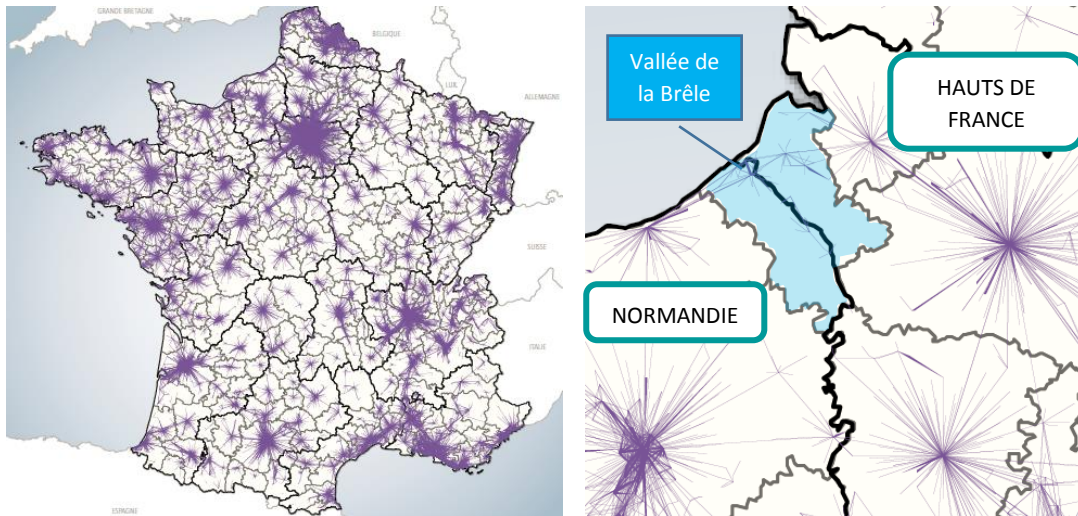 GRANDE BRETAGNE
BELGIQUE
LUX.
ALLEMAGNE
SUISSE
ITALIE
ESPAGNE
Vallée de
la Brêle
HAUTS DE
FRANCE
NORMANDIE